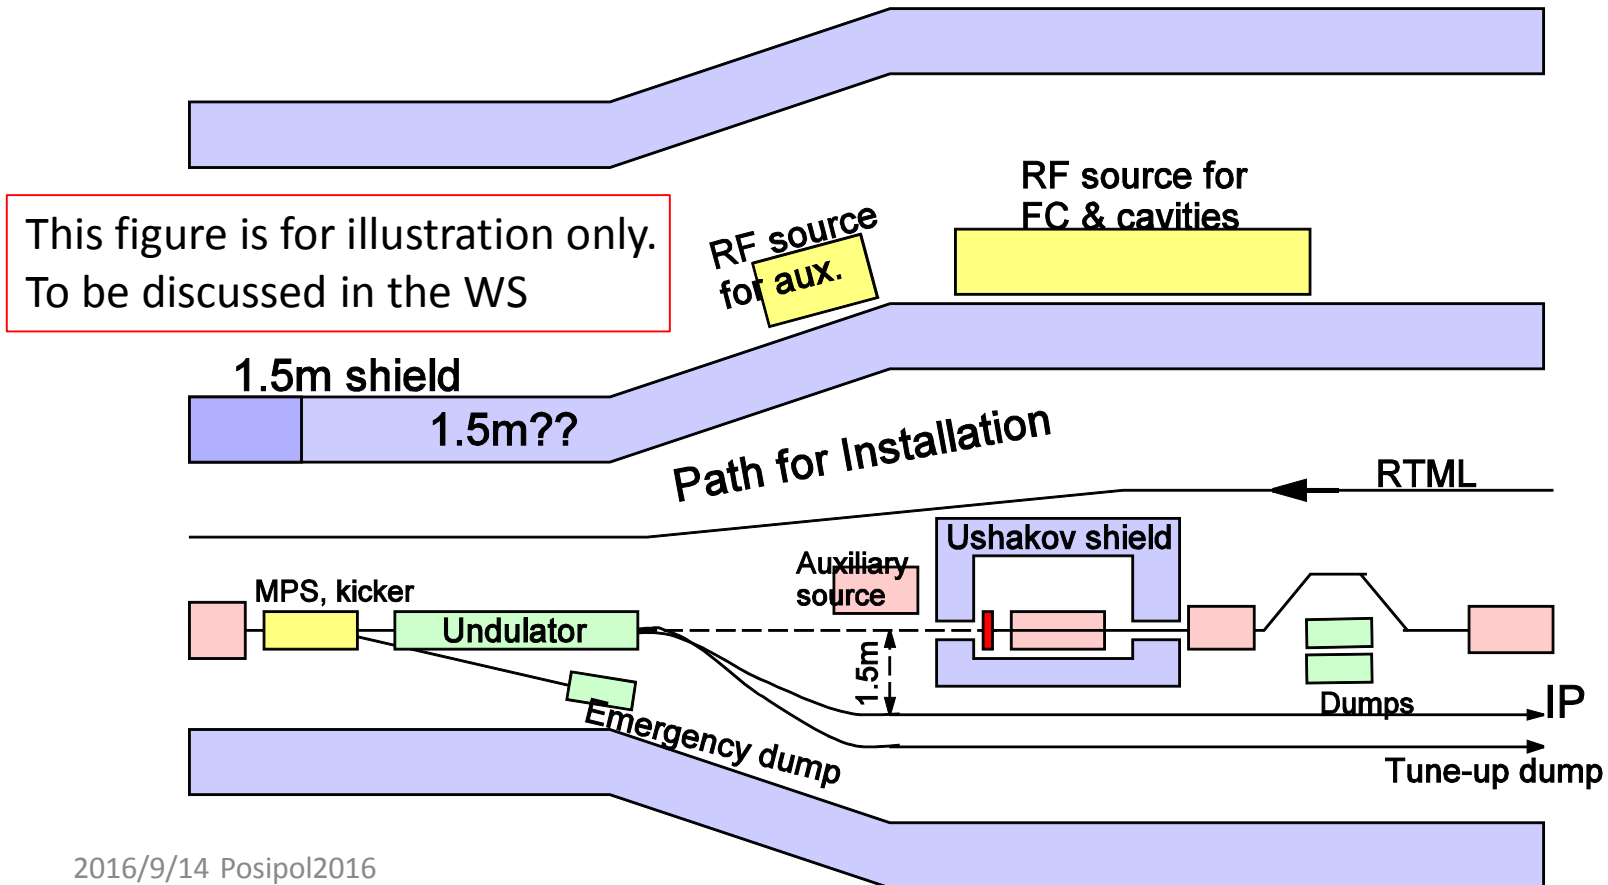 RF source for
FC & cavities
This figure is for illustration only.
To be discussed in the WS
RF source
for aux.
1.5m shield
1.5m??
Path for Installation
RTML
Ushakov shield
Auxiliary
source
MPS, kicker
Undulator
1.5m
Emergency dump
Dumps
IP
Tune-up dump
2016/9/14 Posipol2016